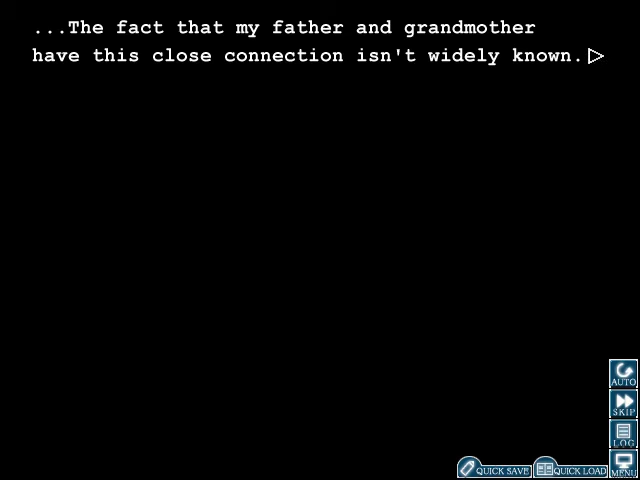 ...The fact that my father and grandmother
have this close connection isn't widely known.
AUTO
SKIP
LOG
QUICK SAVE
QUICK LOAD
MENU